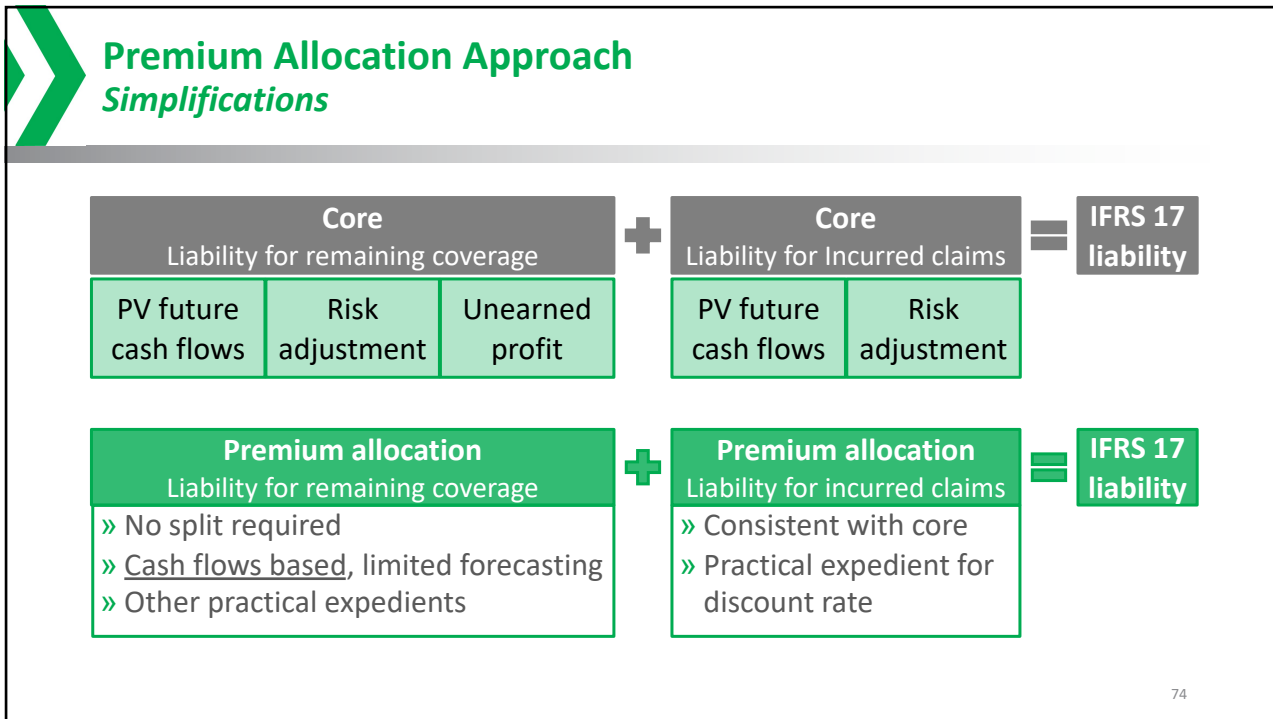 Premium Allocation Approach
Simplifications
Core
Liability for remaining coverage
Core
Liability for Incurred claims
IFRS 17
liability
PV future
cash flows
Risk
adjustment
Unearned
profit
PV future
cash flows
Risk
adjustment
Premium allocation
Liability for remaining coverage
Premium allocation
Liability for incurred claims
IFRS 17
liability
» No split required
» Cash flows based, limited forecasting
» Other practical expedients
» Consistent with core
» Practical expedient for
discount rate
74